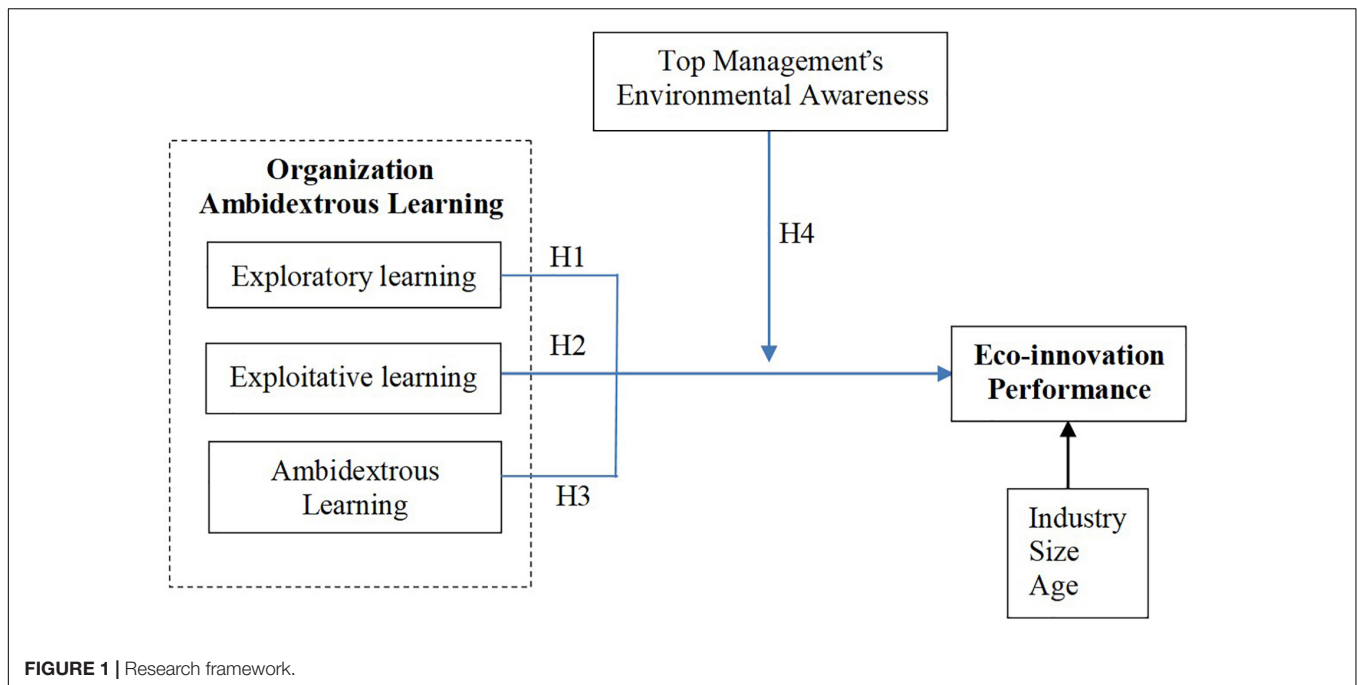 Top Management's
Environmental Awareness
Organization
Ambidextrous Learning
H4
Exploratory learning
H1
Exploitative learning
H2
Ambidextrous
Learning
H3
Eco-innovation
Performance
Industry
Size
Age
FIGURE 1 | Research framework.